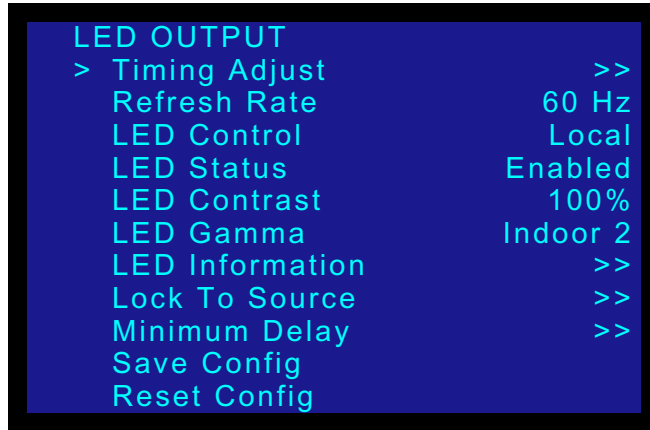 LED OUTPUT
> Timing Adjust >>
Refresh Rate 60 Hz
LED Control Local
LED Status Enabled
LED Contrast 100%
LED Gamma Indoor 2
LED Information >>
Lock To Source >>
Minimum Delay >>
Save Config
Reset Config